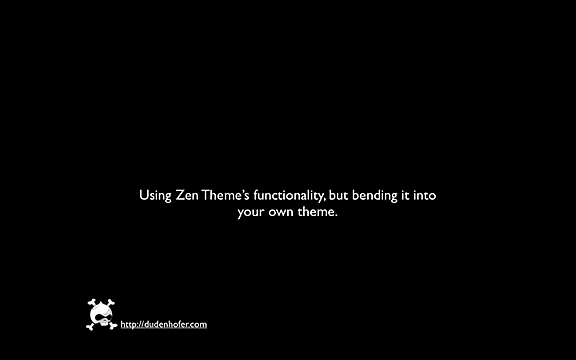 Using Zen Theme's functionality, but bending it into
your own theme.
http://dudenhofer.com